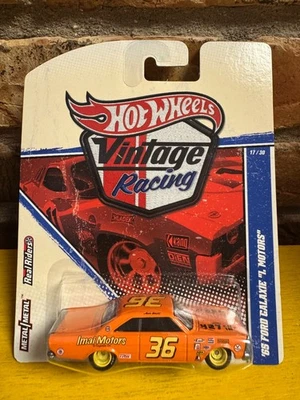 HOT WHEELS
Vintage
Racing
17/30
'65 FORD GALAXIE "I. MOTORS"
Real Riders
METAL/METAL
36
Imai Motors
36